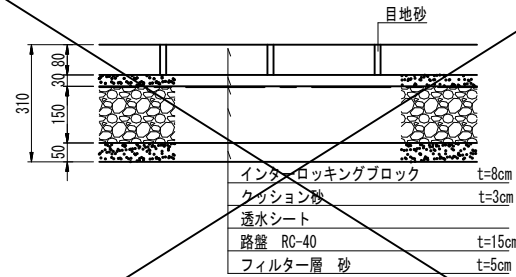 目地砂
310
80
30
150
50
インターロッキングブロック t=8cm
クッション砂 t=3cm
透水シート
路盤 RC-40 t=15cm
フィルター層 砂 t=5cm